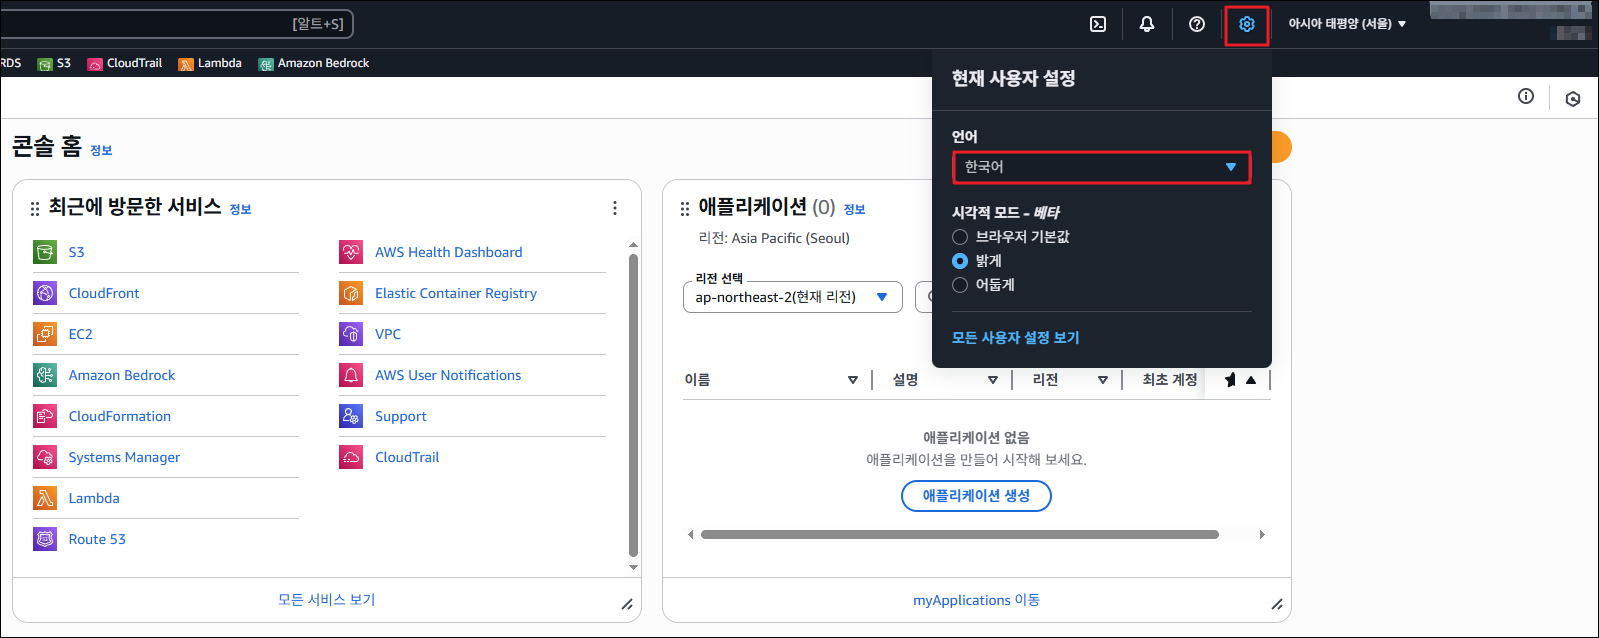 [알트+S]
아시아 태평양 (서울)
RDS S3 CloudTrail Lambda Amazon Bedrock
현재 사용자 설정
언어
한국어
시각적 모드 - 베타
브라우저 기본값
밝게
어둡게
모든 사용자 설정 보기
콘솔 홈 정보
최근에 방문한 서비스 정보
S3
CloudFront
EC2
Amazon Bedrock
CloudFormation
Systems Manager
Lambda
Route 53
AWS Health Dashboard
Elastic Container Registry
VPC
AWS User Notifications
Support
CloudTrail
모든 서비스 보기
애플리케이션 (0) 정보
리전: Asia Pacific (Seoul)
리전 선택
ap-northeast-2(현재 리전)
이름 설명 리전 최초 계정
애플리케이션 없음
애플리케이션을 만들어 시작해 보세요.
애플리케이션 생성
myApplications 이동